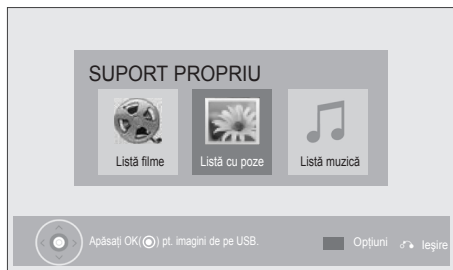 SUPORT PROPRIU
Listă filme
Listă cu poze
Listă muzică
Apăsați OK(◉) pt. imagini de pe USB.
Opțiuni
Ieșire